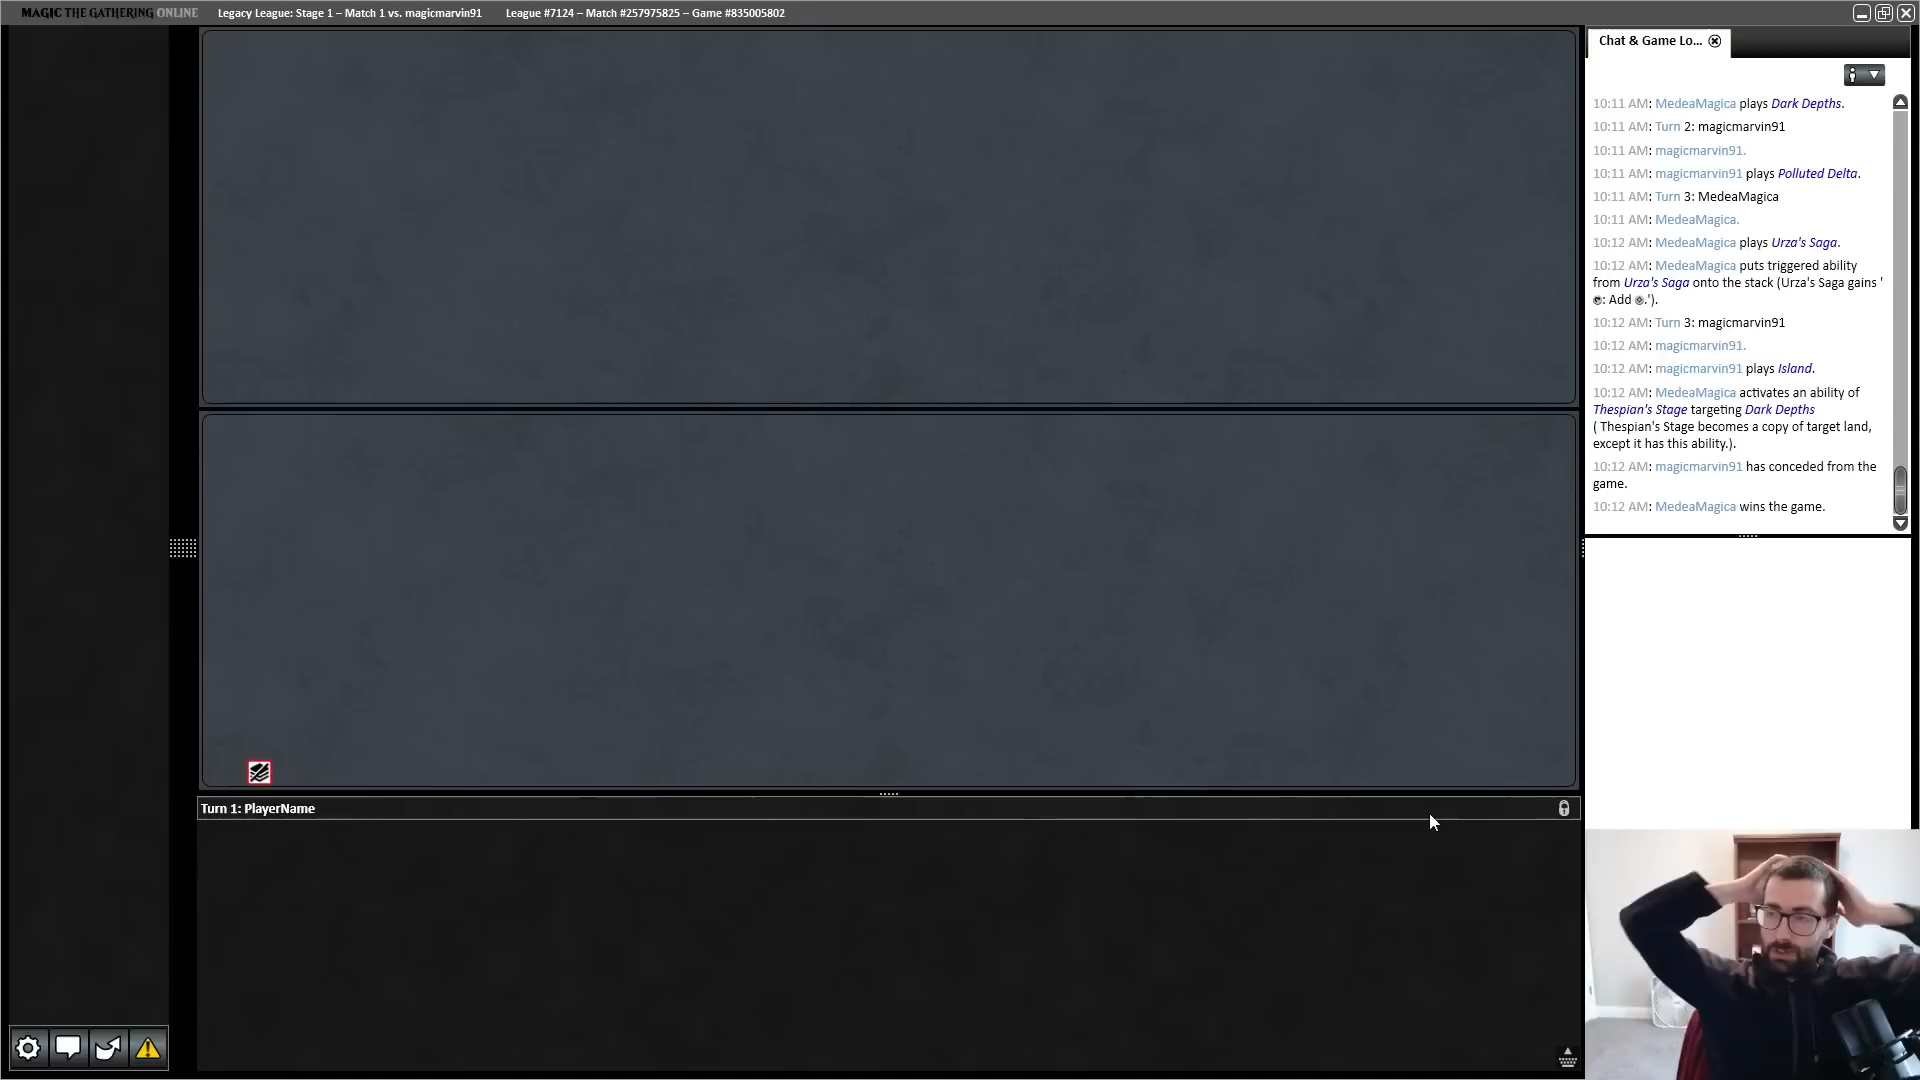 MAGIC THE GATHERING ONLINE Legacy League: Stage 1 – Match 1 vs. magicmarvin91 League #7124 – Match #257975825 – Game #835005802
Chat & Game Lo...
10:11 AM: MedeaMagica plays Dark Depths.
10:11 AM: Turn 2: magicmarvin91
10:11 AM: magicmarvin91.
10:11 AM: magicmarvin91 plays Polluted Delta.
10:11 AM: Turn 3: MedeaMagica
10:11 AM: MedeaMagica.
10:12 AM: MedeaMagica plays Urza's Saga.
10:12 AM: MedeaMagica puts triggered ability
from Urza's Saga onto the stack (Urza's Saga gains '
: Add .').
10:12 AM: Turn 3: magicmarvin91
10:12 AM: magicmarvin91.
10:12 AM: magicmarvin91 plays Island.
10:12 AM: MedeaMagica activates an ability of
Thespian's Stage targeting Dark Depths
( Thespian's Stage becomes a copy of target land,
except it has this ability.).
10:12 AM: magicmarvin91 has conceded from the
game.
10:12 AM: MedeaMagica wins the game.
Turn 1: PlayerName